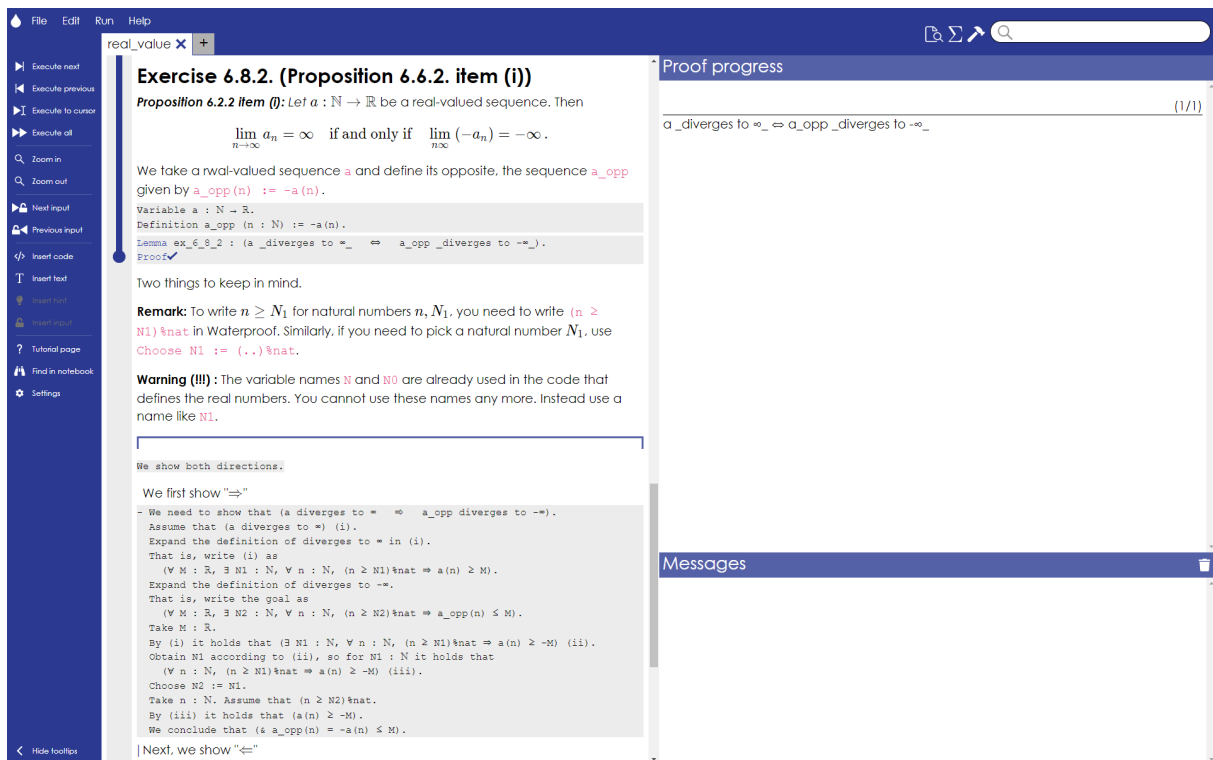 File Edit Run Help
real_value ✕ +
Execute next
Execute previous
Execute to cursor
Execute all
Zoom in
Zoom out
Next input
Previous input
Insert code
Insert text
Insert hint
Insert input
Tutorial page
Find in notebook
Settings
Hide tooltips
Exercise 6.8.2. (Proposition 6.6.2. item (i))
Proposition 6.2.2 item (i): Let a : ℕ → ℝ be a real-valued sequence. Then
lim n→∞ aₙ = ∞ if and only if lim n∞ (−aₙ) = −∞ .
We take a rwal-valued sequence a and define its opposite, the sequence a_opp
given by a_opp(n) := -a(n).
Variable a : ℕ → ℝ.
Definition a_opp (n : ℕ) := -a(n).
Lemma ex_6_8_2 : (a _diverges to ∞_ ⇔ a_opp _diverges to -∞_).
Proof✔
Two things to keep in mind.
Remark: To write n ≥ N₁ for natural numbers n, N₁, you need to write (n ≥
N1)%nat in Waterproof. Similarly, if you need to pick a natural number N₁, use
Choose N1 := (..)%nat.
Warning (!!!) : The variable names N and N0 are already used in the code that
defines the real numbers. You cannot use these names any more. Instead use a
name like N1.
We show both directions.
We first show "⇒"
- We need to show that (a diverges to ∞ ⇒ a_opp diverges to -∞).
Assume that (a diverges to ∞) (i).
Expand the definition of diverges to ∞ in (i).
That is, write (i) as
(∀ M : ℝ, ∃ N1 : ℕ, ∀ n : ℕ, (n ≥ N1)%nat ⇒ a(n) ≥ M).
Expand the definition of diverges to -∞.
That is, write the goal as
(∀ M : ℝ, ∃ N2 : ℕ, ∀ n : ℕ, (n ≥ N2)%nat ⇒ a_opp(n) ≤ M).
Take M : ℝ.
By (i) it holds that (∃ N1 : ℕ, ∀ n : ℕ, (n ≥ N1)%nat ⇒ a(n) ≥ -M) (ii).
Obtain N1 according to (ii), so for N1 : ℕ it holds that
(∀ n : ℕ, (n ≥ N1)%nat ⇒ a(n) ≥ -M) (iii).
Choose N2 := N1.
Take n : ℕ. Assume that (n ≥ N2)%nat.
By (iii) it holds that (a(n) ≥ -M).
We conclude that (& a_opp(n) = -a(n) ≤ M).
Next, we show "⇐"
Proof progress
(1/1)
a _diverges to ∞_ ⇔ a_opp _diverges to -∞_
Messages